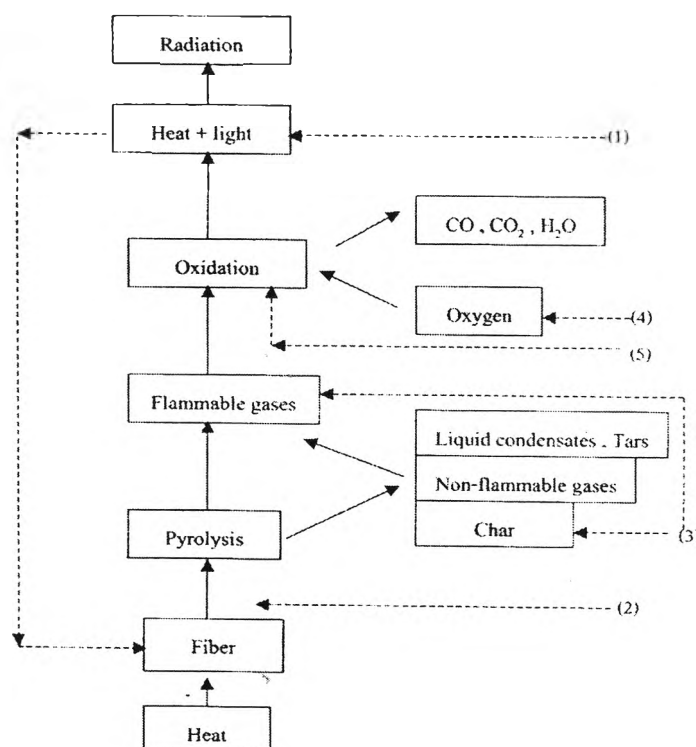 Radiation
Heat + light
(1)
CO , CO₂ , H₂O
Oxidation
Oxygen
(4)
(5)
Flammable gases
Liquid condensates . Tars
Non-flammable gases
Pyrolysis
Char
(3)
(2)
Fiber
Heat